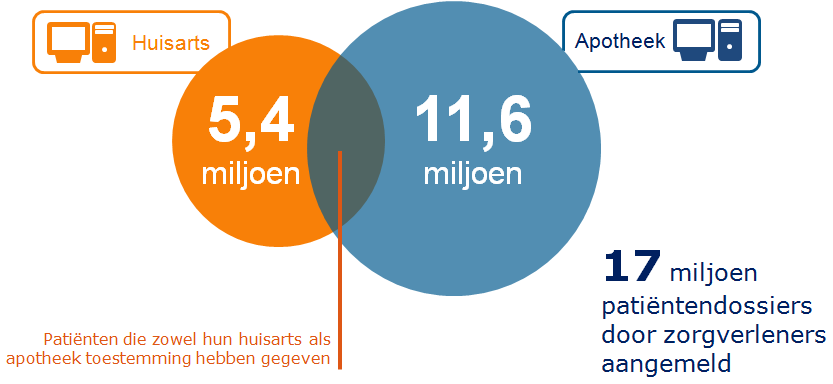 Huisarts
Apotheek
5,4
miljoen
11,6
miljoen
17 miljoen
patiëntendossiers
door zorgverleners
aangemeld
Patiënten die zowel hun huisarts als
apotheek toestemming hebben gegeven